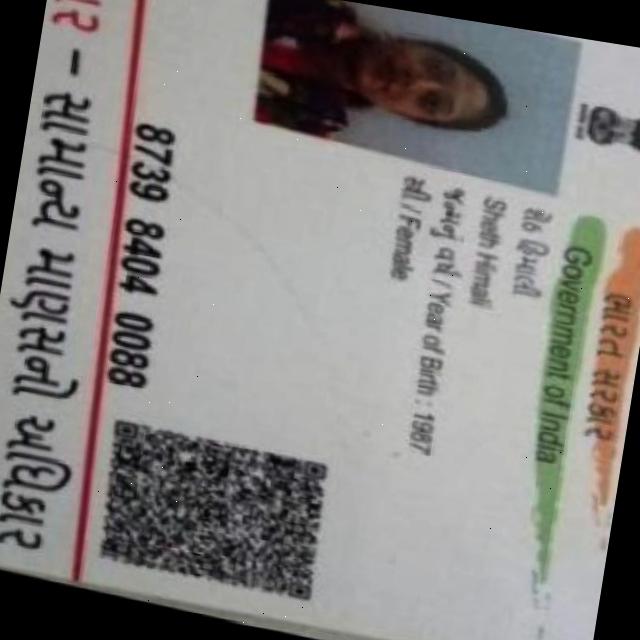 ભારત સરકાર
Government of India
શેઠ હિમાલી
Sheth Himali
જન્મનું વર્ષ / Year of Birth : 1987
સ્ત્રી / Female
8739 8404 0088
– સામાન્ય માણસનો અધિકાર